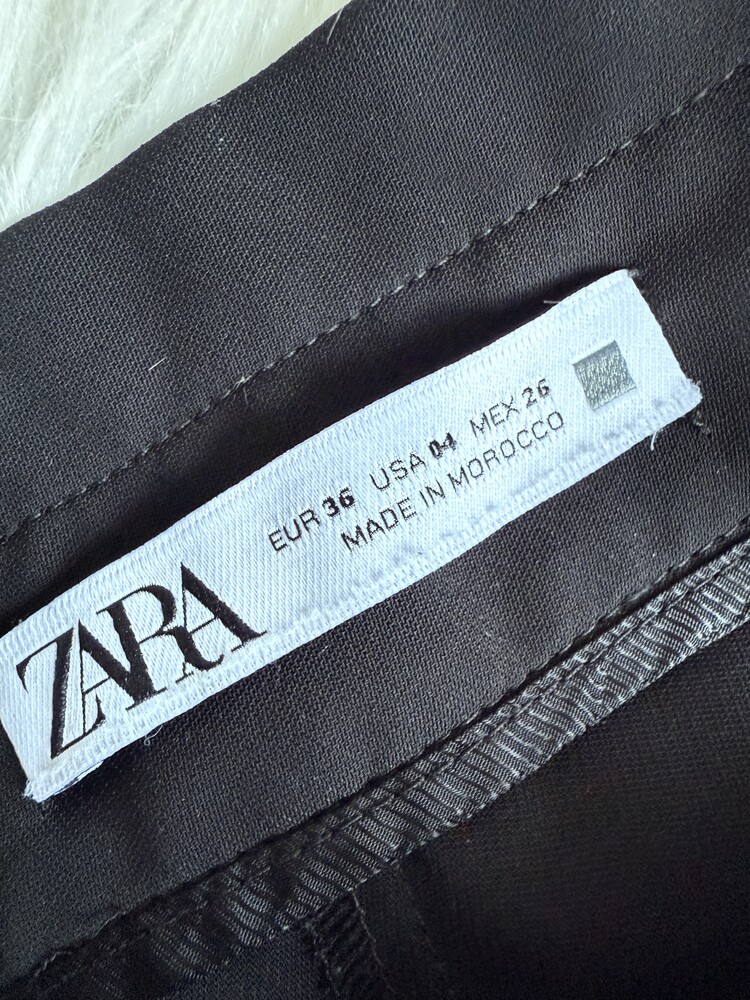 ZARA
EUR 36 USA 04 MEX 26
MADE IN MOROCCO